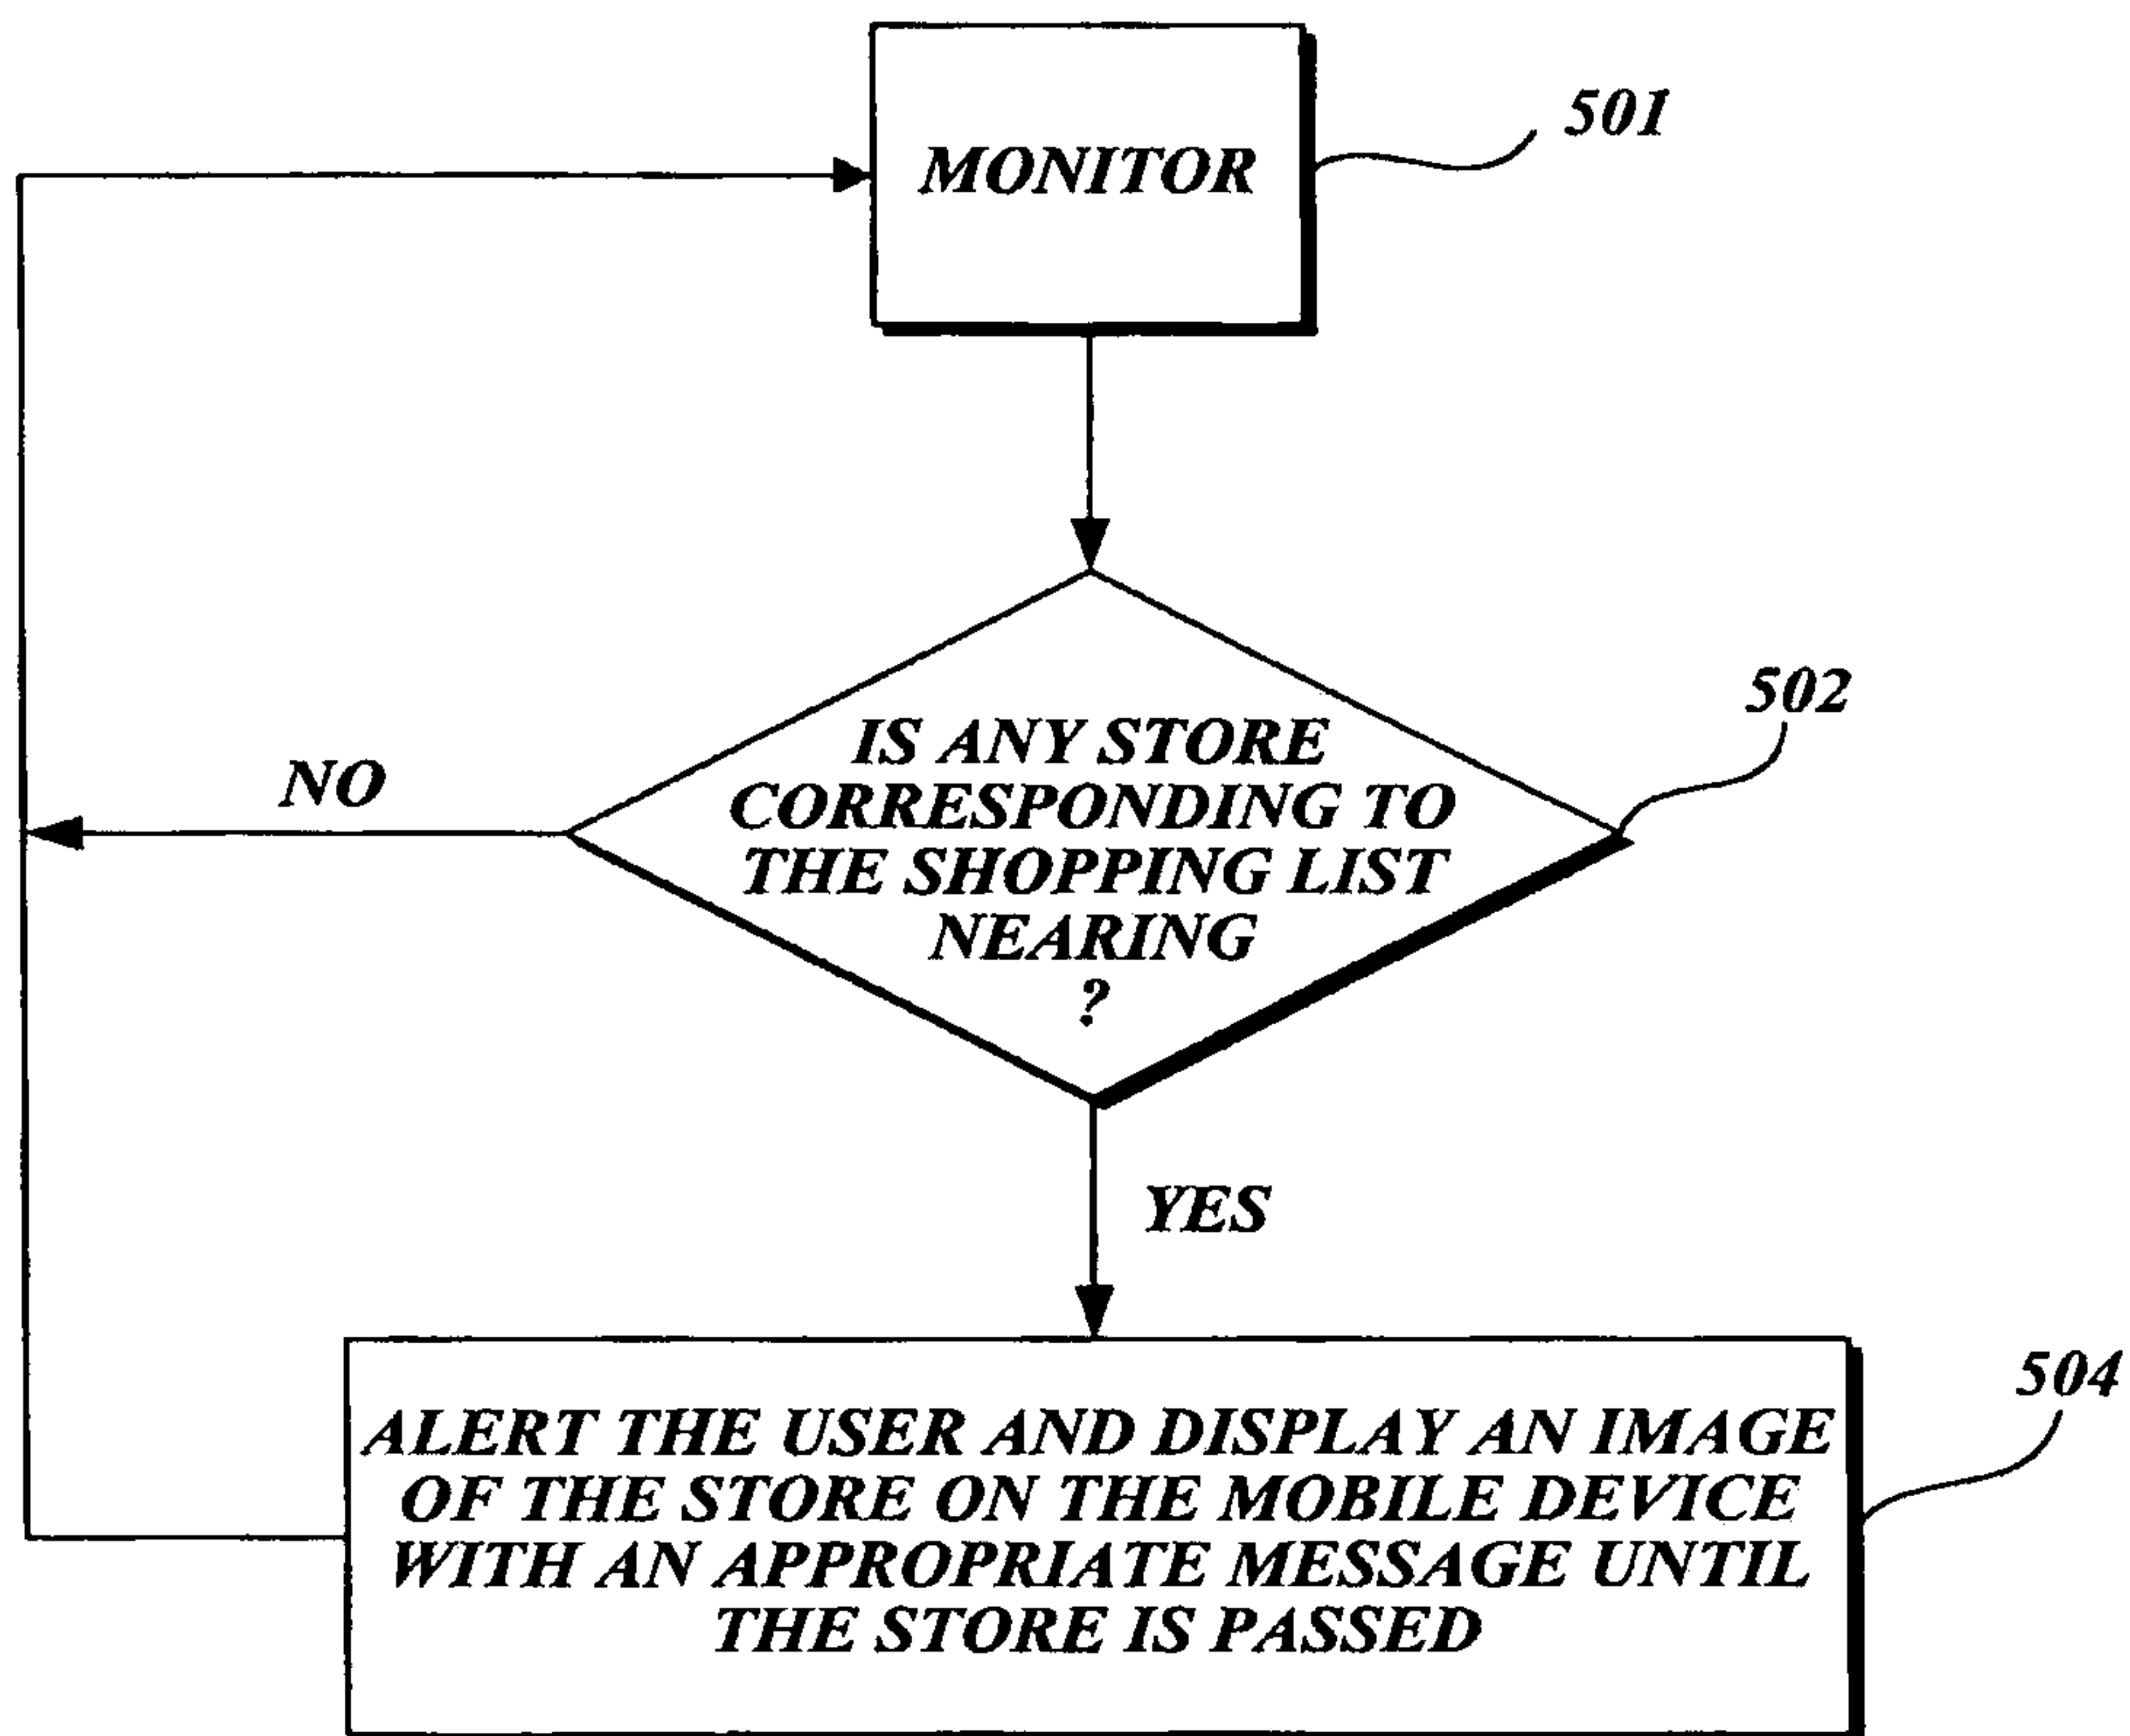 MONITOR
501
IS ANY STORE
CORRESPONDING TO
THE SHOPPING LIST
NEARING
?
502
NO
YES
ALERT THE USER AND DISPLAY AN IMAGE
OF THE STORE ON THE MOBILE DEVICE
WITH AN APPROPRIATE MESSAGE UNTIL
THE STORE IS PASSED
504